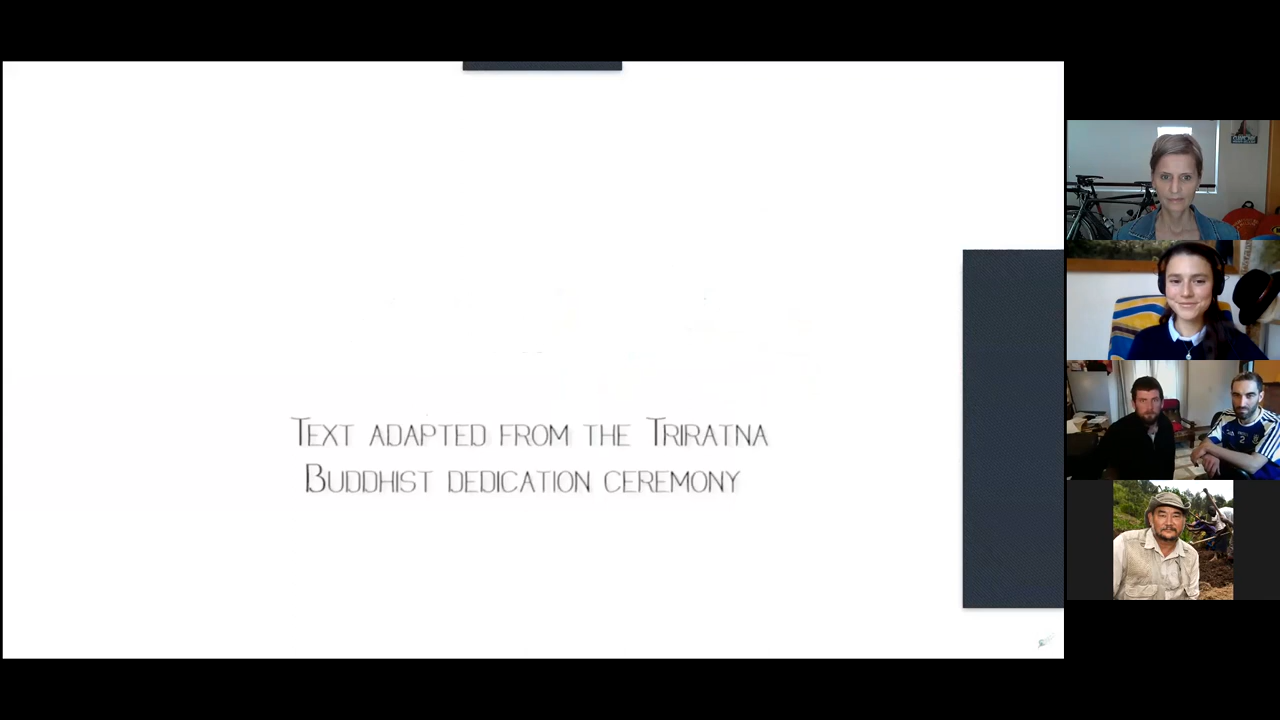 Text adapted from the Triratna
Buddhist dedication ceremony